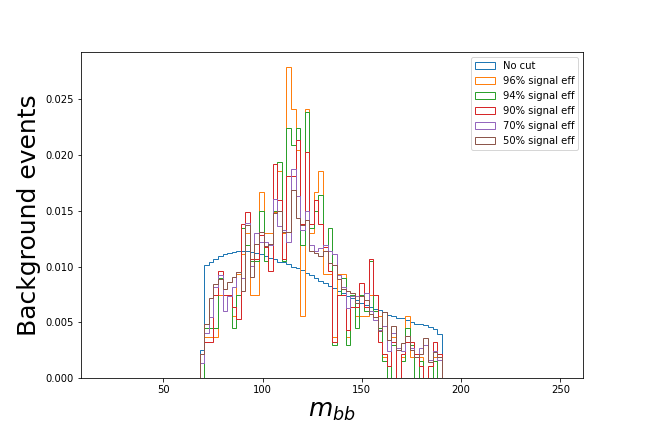 No cut
96% signal eff
94% signal eff
90% signal eff
70% signal eff
50% signal eff
Background events
0.025
0.020
0.015
0.010
0.005
0.000
50 100 150 200 250
m_{bb}